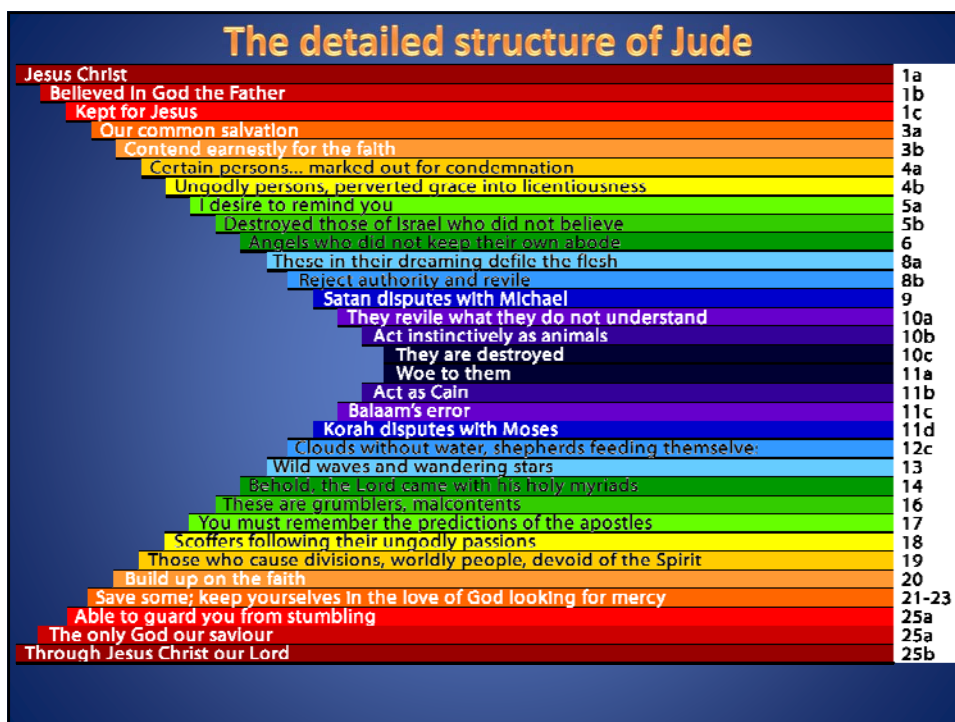 The detailed structure of Jude
Jesus Christ 1a
Believed in God the Father 1b
Kept for Jesus 1c
Our common salvation 3a
Contend earnestly for the faith 3b
Certain persons... marked out for condemnation 4a
Ungodly persons, perverted grace into licentiousness 4b
I desire to remind you 5a
Destroyed those of Israel who did not believe 5b
Angels who did not keep their own abode 6
These in their dreaming defile the flesh 8a
Reject authority and revile 8b
Satan disputes with Michael 9
They revile what they do not understand 10a
Act instinctively as animals 10b
They are destroyed 10c
Woe to them 11a
Act as Cain 11b
Balaam's error 11c
Korah disputes with Moses 11d
Clouds without water, shepherds feeding themselve: 12c
Wild waves and wandering stars 13
Behold, the Lord came with his holy myriads 14
These are grumblers, malcontents 16
You must remember the predictions of the apostles 17
Scoffers following their ungodly passions 18
Those who cause divisions, worldly people, devoid of the Spirit 19
Build up on the faith 20
Save some; keep yourselves in the love of God looking for mercy 21-23
Able to guard you from stumbling 25a
The only God our saviour 25a
Through Jesus Christ our Lord 25b